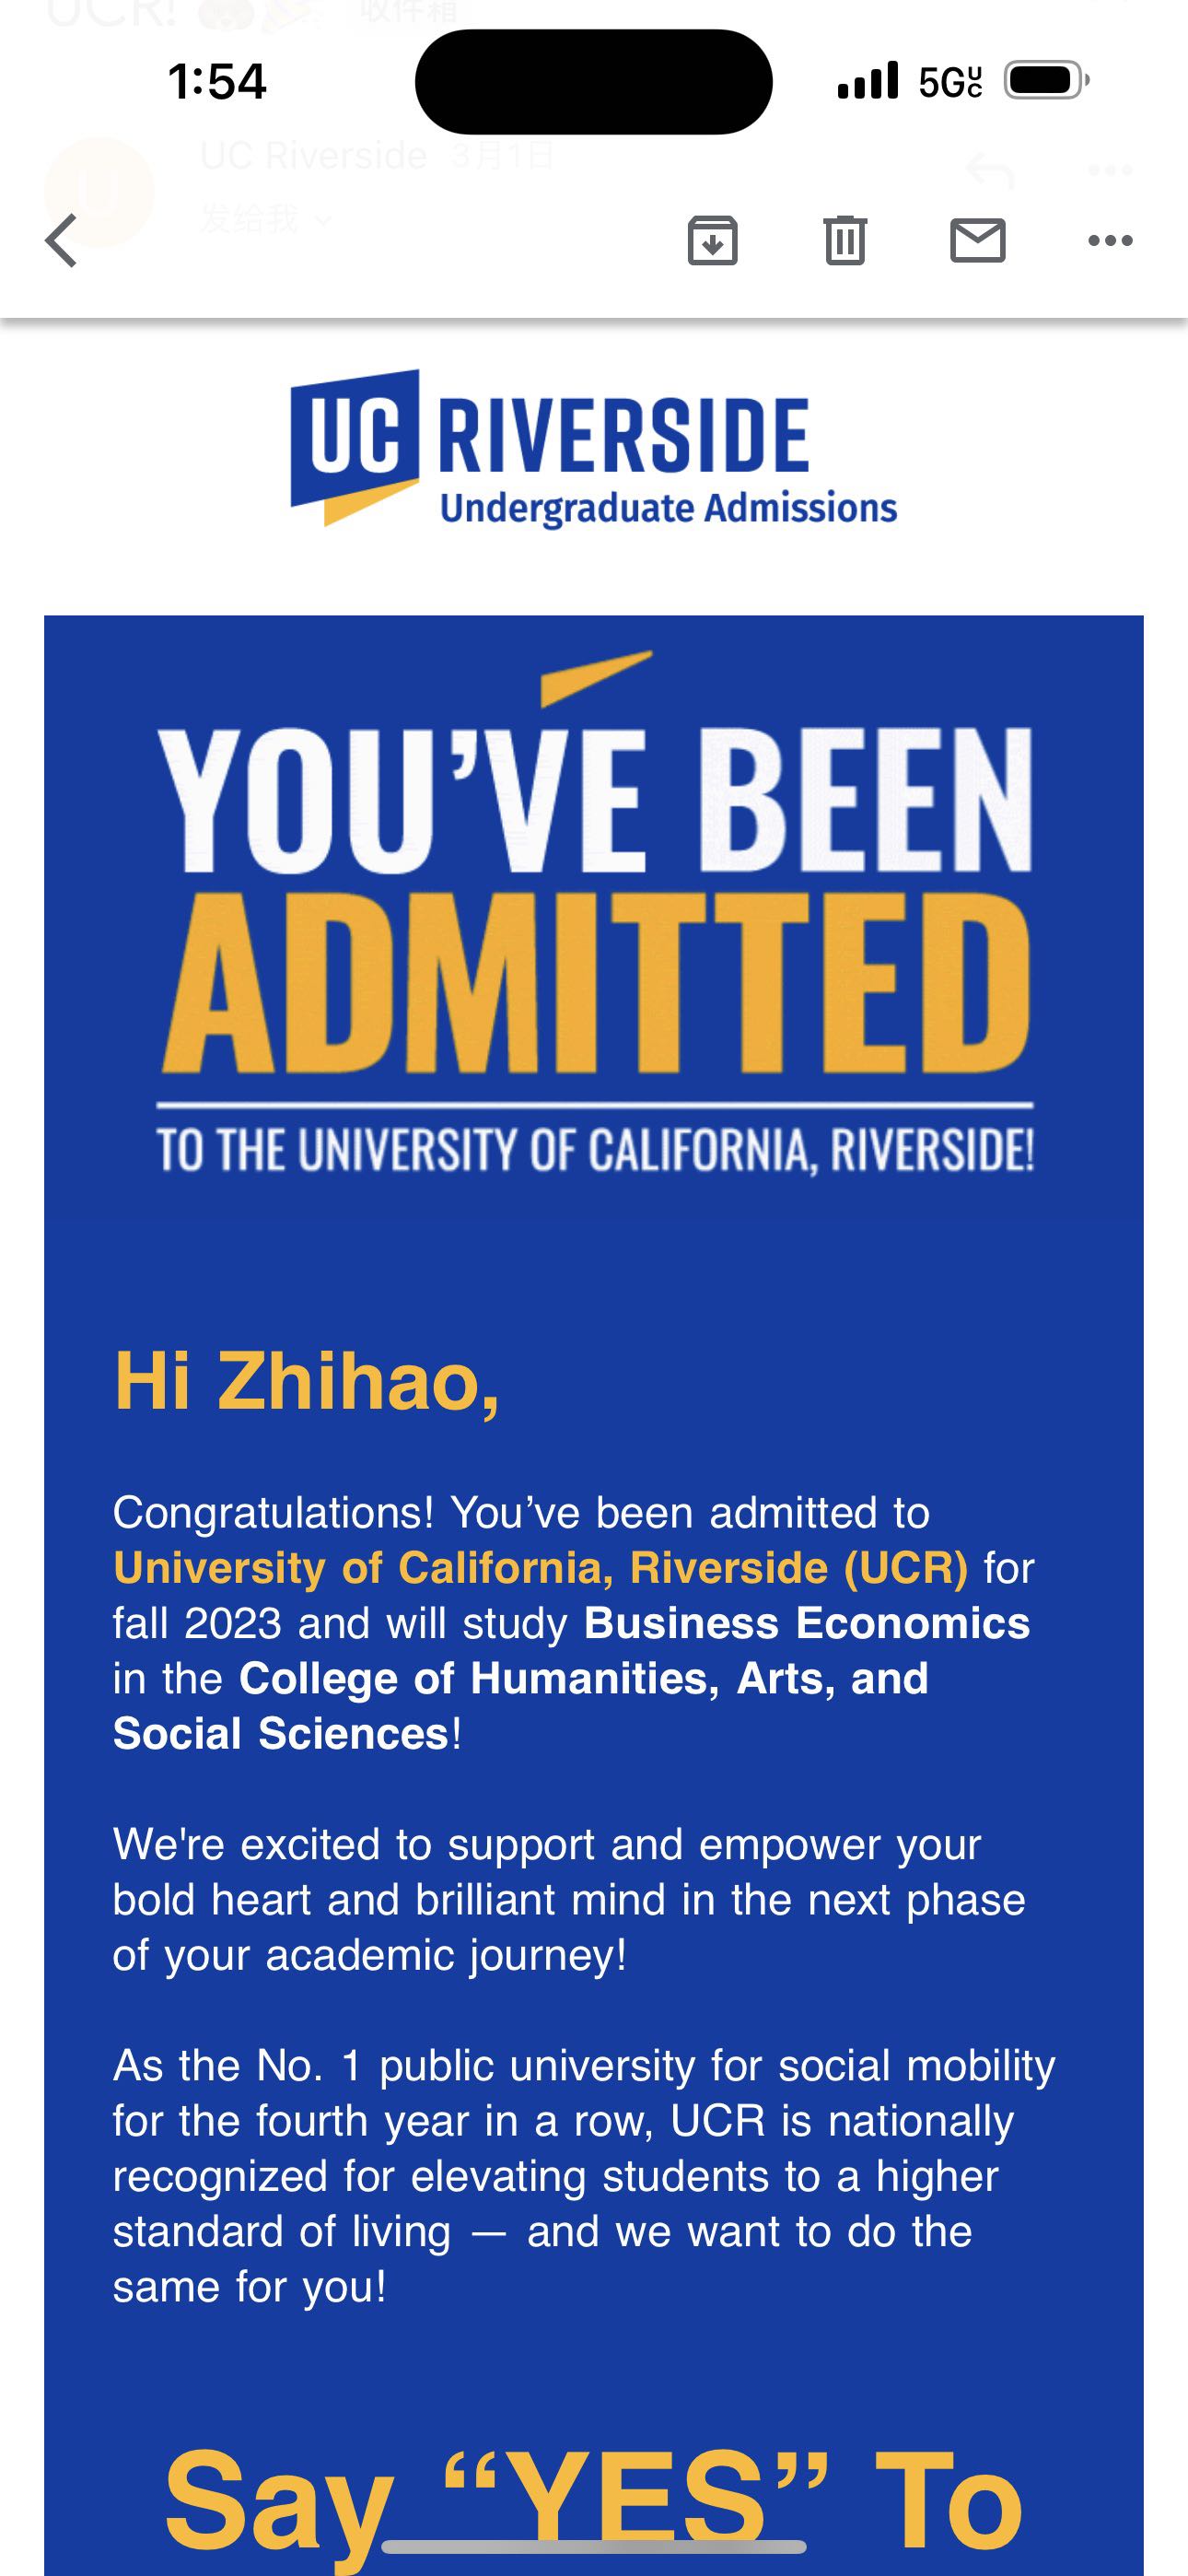 UCR! 收件箱
1:54
5G UC
UC Riverside 3月1日
U
发给我
UC RIVERSIDE
Undergraduate Admissions
YOU’VE BEEN
ADMITTED
TO THE UNIVERSITY OF CALIFORNIA, RIVERSIDE!
Hi Zhihao,
Congratulations! You’ve been admitted to
University of California, Riverside (UCR) for
fall 2023 and will study Business Economics
in the College of Humanities, Arts, and
Social Sciences!
We're excited to support and empower your
bold heart and brilliant mind in the next phase
of your academic journey!
As the No. 1 public university for social mobility
for the fourth year in a row, UCR is nationally
recognized for elevating students to a higher
standard of living — and we want to do the
same for you!
Say “YES” To